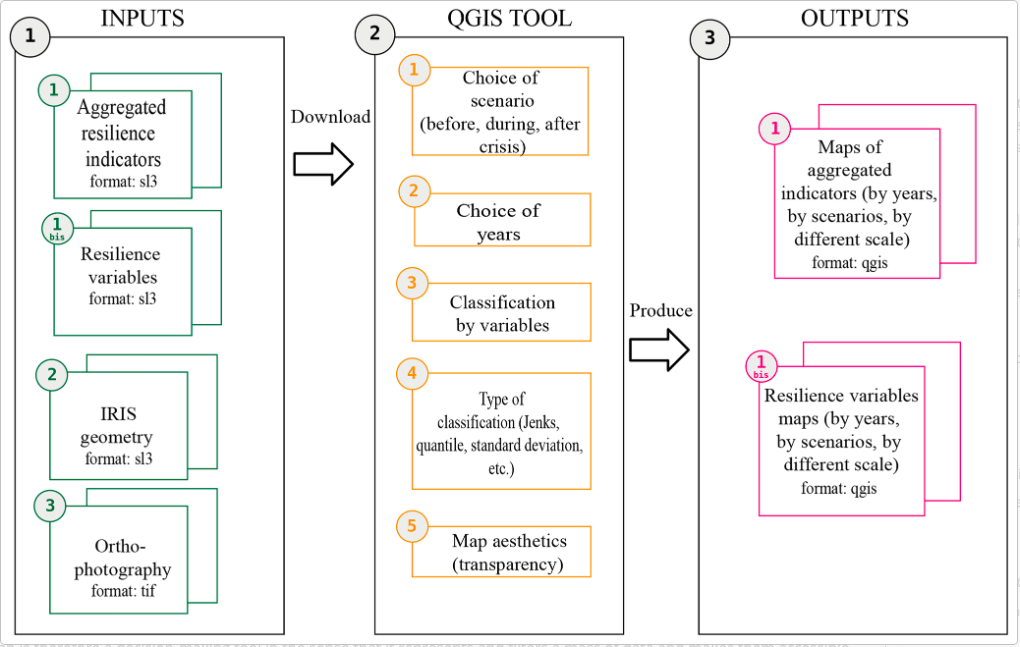 INPUTS
1
1
Aggregated
resilience
indicators
format: sl3
1
bis
Resilience
variables
format: sl3
2
IRIS
geometry
format: sl3
3
Ortho-
photography
format: tif
Download
QGIS TOOL
2
1
Choice of
scenario
(before, during, after
crisis)
2
Choice of
years
3
Classification
by variables
4
Type of
classification (Jenks,
quantile, standard deviation,
etc.)
5
Map aesthetics
(transparency)
Produce
OUTPUTS
3
1
Maps of
aggregated
indicators (by years,
by scenarios, by
different scale)
format: qgis
1
bis
Resilience variables
maps (by years,
by scenarios, by
different scale)
format: qgis